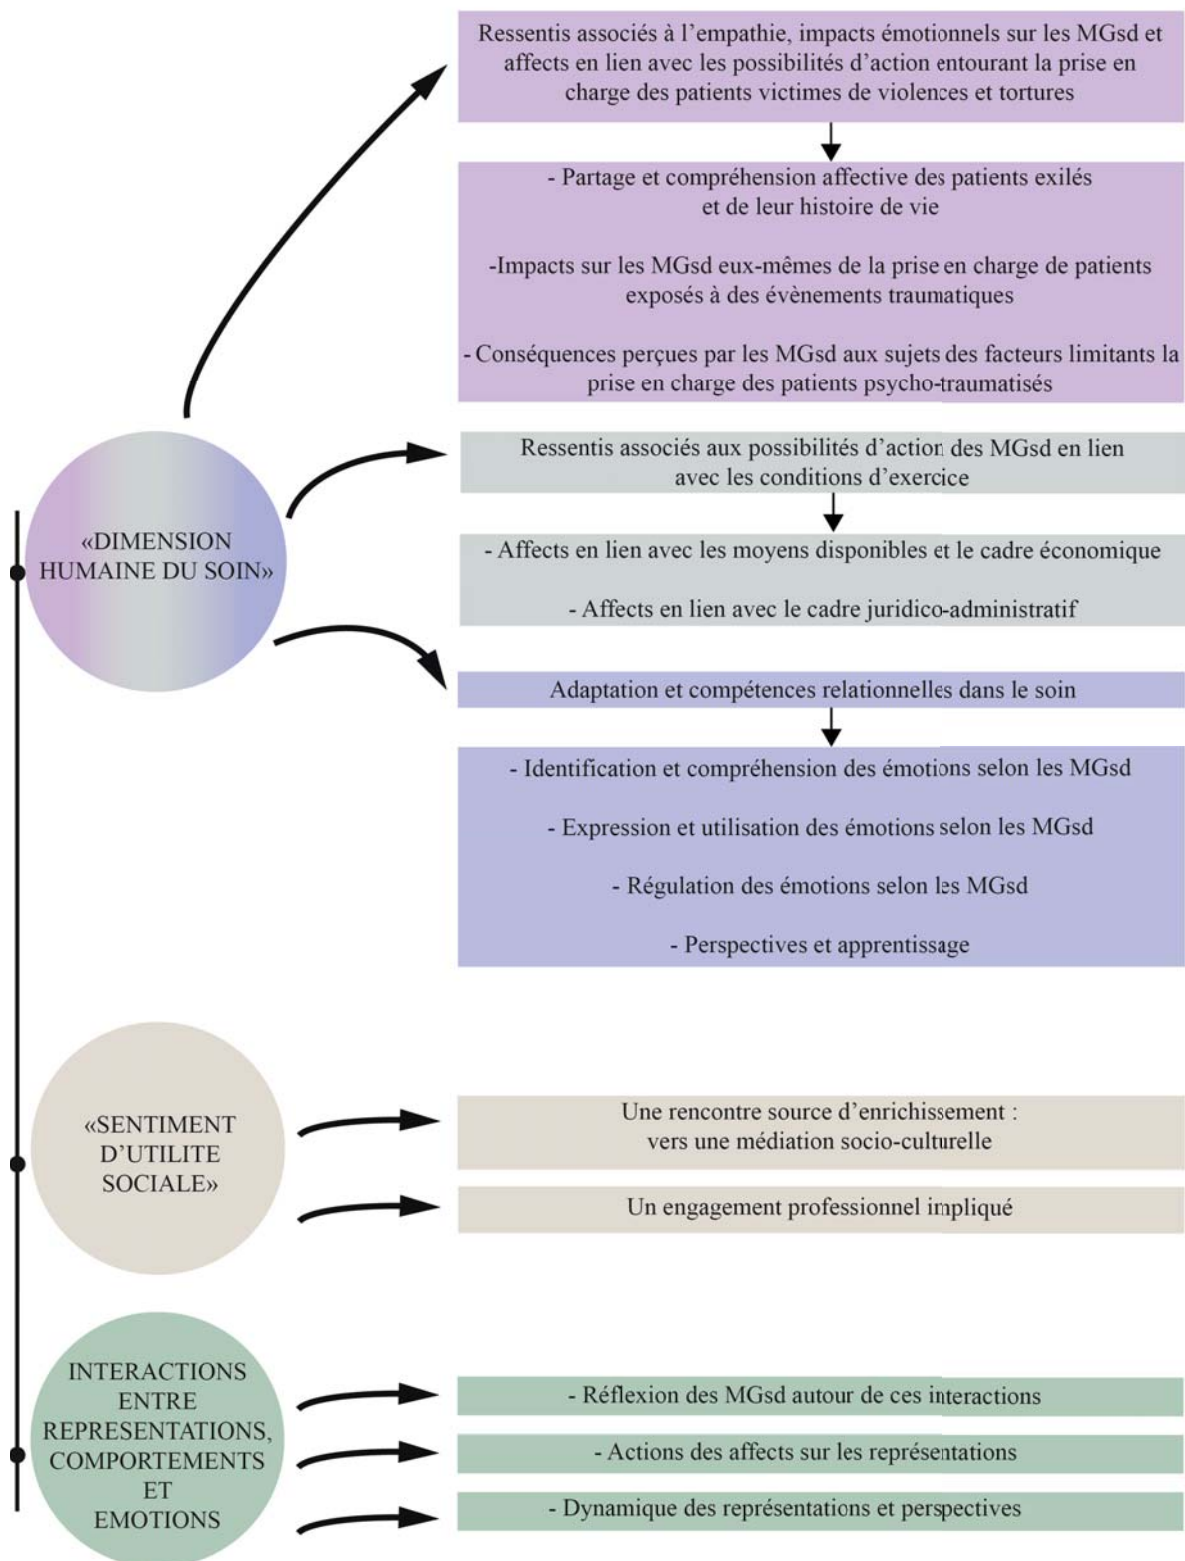 Ressentis associés à l’empathie, impacts émotionnels sur les MGsd et
affects en lien avec les possibilités d’action entourant la prise en
charge des patients victimes de violences et tortures
- Partage et compréhension affective des patients exilés
et de leur histoire de vie
-Impacts sur les MGsd eux-mêmes de la prise en charge de patients
exposés à des évènements traumatiques
- Conséquences perçues par les MGsd aux sujets des facteurs limitants la
prise en charge des patients psycho-traumatisés
«DIMENSION
HUMAINE DU SOIN»
Ressentis associés aux possibilités d’action des MGsd en lien
avec les conditions d’exercice
- Affects en lien avec les moyens disponibles et le cadre économique
- Affects en lien avec le cadre juridico-administratif
Adaptation et compétences relationnelles dans le soin
- Identification et compréhension des émotions selon les MGsd
- Expression et utilisation des émotions selon les MGsd
- Régulation des émotions selon les MGsd
- Perspectives et apprentissage
«SENTIMENT
D’UTILITE
SOCIALE»
Une rencontre source d’enrichissement :
vers une médiation socio-culturelle
Un engagement professionnel impliqué
INTERACTIONS
ENTRE
REPRESENTATIONS,
COMPORTEMENTS
ET
EMOTIONS
- Réflexion des MGsd autour de ces interactions
- Actions des affects sur les représentations
- Dynamique des représentations et perspectives